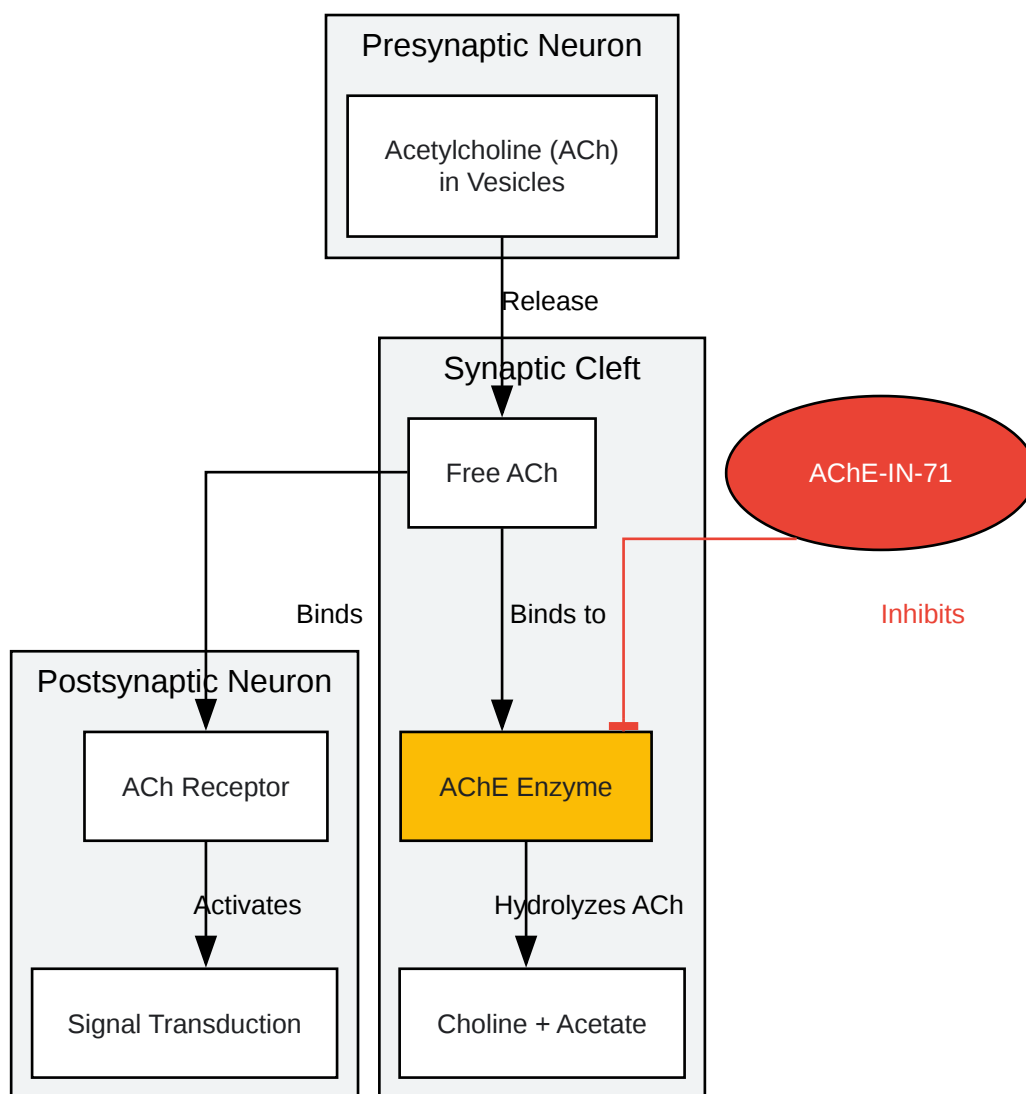 Presynaptic Neuron
Acetylcholine (ACh)
in Vesicles
Release
Synaptic Cleft
Free ACh
AChE-IN-71
Binds
Binds to
Inhibits
Postsynaptic Neuron
ACh Receptor
AChE Enzyme
Activates
Hydrolyzes ACh
Signal Transduction
Choline + Acetate